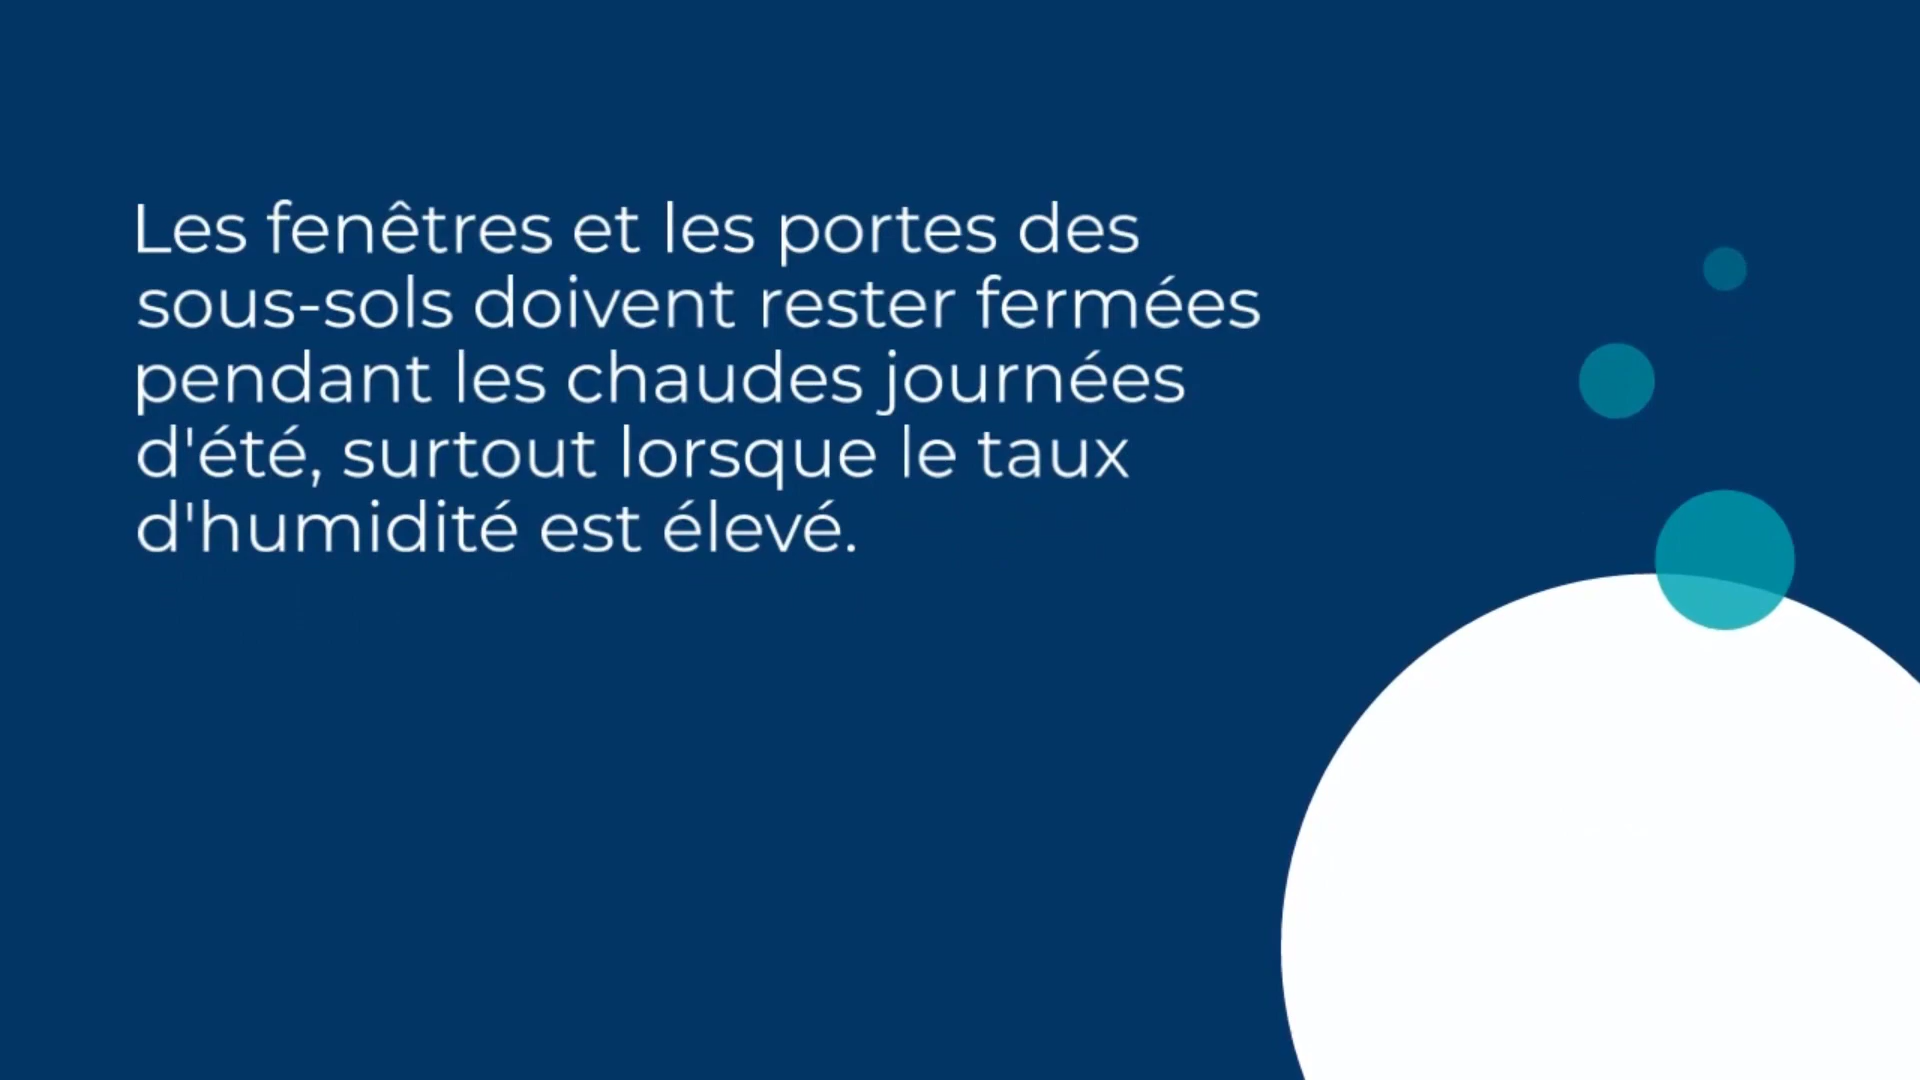 Les fenêtres et les portes des
sous-sols doivent rester fermées
pendant les chaudes journées
d'été, surtout lorsque le taux
d'humidité est élevé.